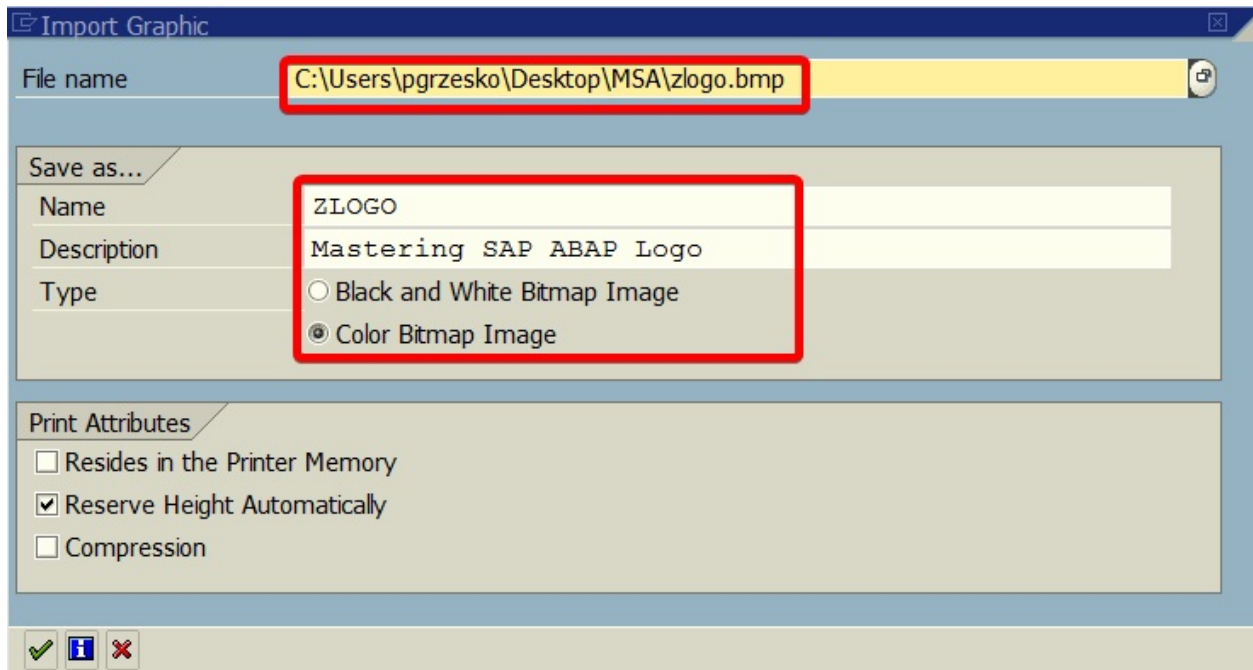 Import Graphic
File name C:\Users\pgrzesko\Desktop\MSA\zlogo.bmp
Save as...
Name ZLOGO
Description Mastering SAP ABAP Logo
Type Black and White Bitmap Image
Color Bitmap Image
Print Attributes
Resides in the Printer Memory
Reserve Height Automatically
Compression